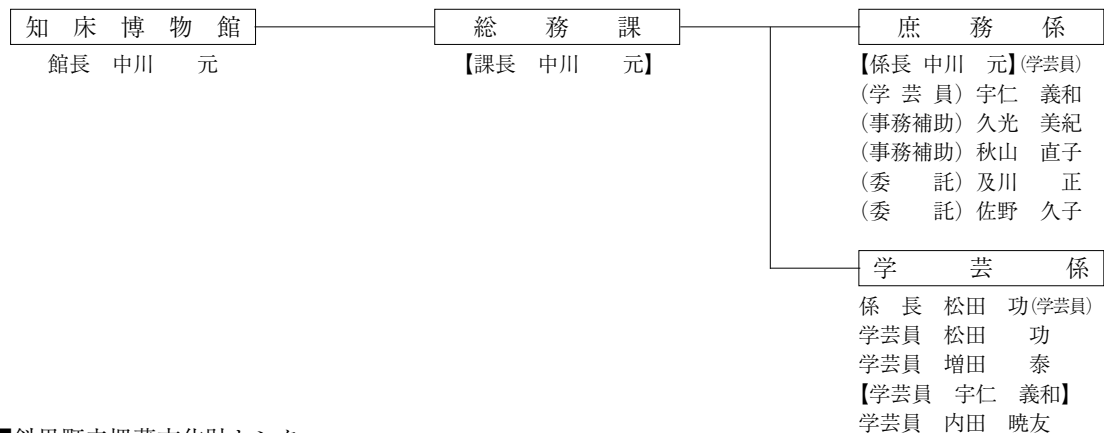 知床博物館
館長 中川 元
総務課
【課長 中川 元】
庶務係
【係長 中川 元】(学芸員)
(学芸員) 宇仁 義和
(事務補助) 久光 美紀
(事務補助) 秋山 直子
(委託) 及川 正
(委託) 佐野 久子
学芸係
係長 松田 功(学芸員)
学芸員 松田 功
学芸員 増田 泰
【学芸員 宇仁 義和】
学芸員 内田 暁友